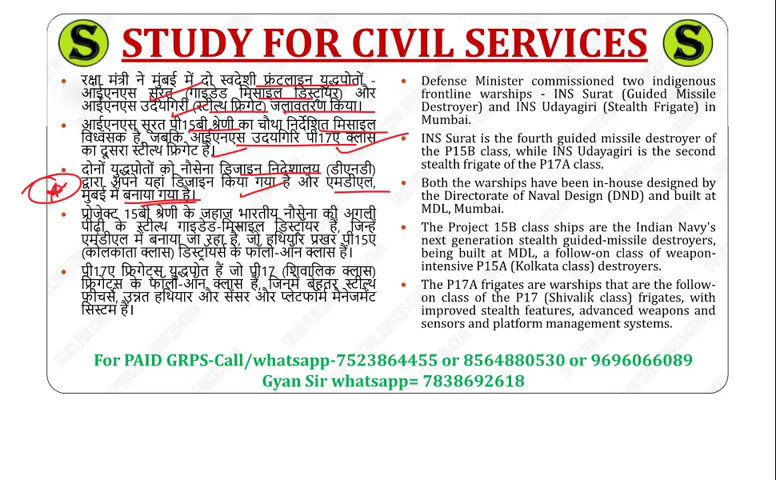 S
STUDY FOR CIVIL SERVICES
S
• रक्षा मंत्री ने मुंबई में दो स्वदेशी फ्रंटलाइन युद्धपोतों -
आईएनएस सूरत (गाइडेड मिसाइल डिस्ट्रॉयर) और
आईएनएस उदयगिरी (स्टील्थ फ्रिगेट) जलावतरण किया।
• आईएनएस सूरत पी15बी श्रेणी का चौथा निर्देशित मिसाइल
विध्वंसक है, जबकि आईएनएस उदयगिरि पी17ए क्लास
का दूसरा स्टील्थ फ्रिगेट है।
• दोनों युद्धपोतों को नौसेना डिजाइन निदेशालय (डीएनडी)
द्वारा अपने यहां डिजाइन किया गया है और एमडीएल,
मुंबई में बनाया गया है।
• प्रोजेक्ट 15बी श्रेणी के जहाज भारतीय नौसेना की अगली
पीढ़ी के स्टील्थ गाइडेड-मिसाइल डिस्ट्रॉयर हैं, जिन्हें
एमडीएल में बनाया जा रहा है, जो हथियार प्रखर पी15ए
(कोलकाता क्लास) डिस्ट्रॉयर्स के फॉलो-ऑन क्लास हैं।
• पी17ए फ्रिगेट्स युद्धपोत हैं जो पी17 (शिवालिक क्लास)
फ्रिगेट्स के फॉलो-ऑन क्लास हैं, जिनमें बेहतर स्टील्थ
फीचर्स, उन्नत हथियार और सेंसर और प्लेटफॉर्म मैनेजमेंट
सिस्टम हैं।
• Defense Minister commissioned two indigenous
frontline warships - INS Surat (Guided Missile
Destroyer) and INS Udayagiri (Stealth Frigate) in
Mumbai.
• INS Surat is the fourth guided missile destroyer of
the P15B class, while INS Udayagiri is the second
stealth frigate of the P17A class.
• Both the warships have been in-house designed by
the Directorate of Naval Design (DND) and built at
MDL, Mumbai.
• The Project 15B class ships are the Indian Navy's
next generation stealth guided-missile destroyers,
being built at MDL, a follow-on class of weapon-
intensive P15A (Kolkata class) destroyers.
• The P17A frigates are warships that are the follow-
on class of the P17 (Shivalik class) frigates, with
improved stealth features, advanced weapons and
sensors and platform management systems.
For PAID GRPS-Call/whatsapp-7523864455 or 8564880530 or 9696066089
Gyan Sir whatsapp= 7838692618